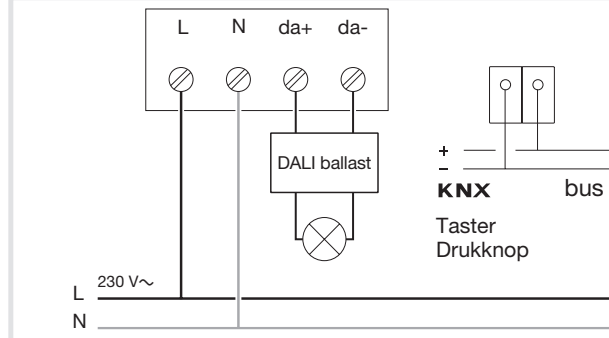 L N da+ da-
DALI ballast
+
–
KNX bus
Taster
Drukknop
230 V~
L
N